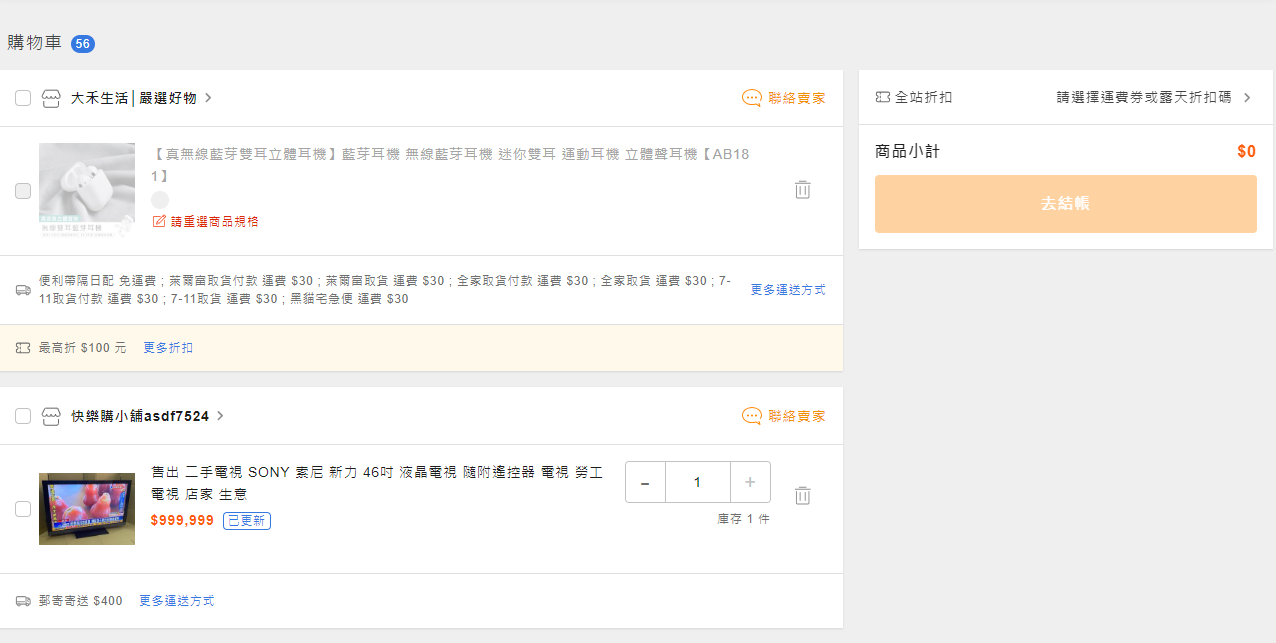 購物車 56
大禾生活│嚴選好物
聯絡賣家
【真無線藍芽雙耳立體耳機】藍芽耳機 無線藍芽耳機 迷你雙耳 運動耳機 立體聲耳機【AB18
1】
請重選商品規格
便利帶隔日配 免運費 ; 萊爾富取貨付款 運費 $30 ; 萊爾富取貨 運費 $30 ; 全家取貨付款 運費 $30 ; 全家取貨 運費 $30 ; 7-
11取貨付款 運費 $30 ; 7-11取貨 運費 $30 ; 黑貓宅急便 運費 $30
更多運送方式
最高折 $100 元 更多折扣
快樂購小舖asdf7524
聯絡賣家
售出 二手電視 SONY 索尼 新力 46吋 液晶電視 隨附遙控器 電視 勞工
電視 店家 生意
$999,999 已更新
- 1 +
庫存 1 件
郵寄寄送 $400 更多運送方式
全站折扣 請選擇運費券或露天折扣碼
商品小計 $0
去結帳